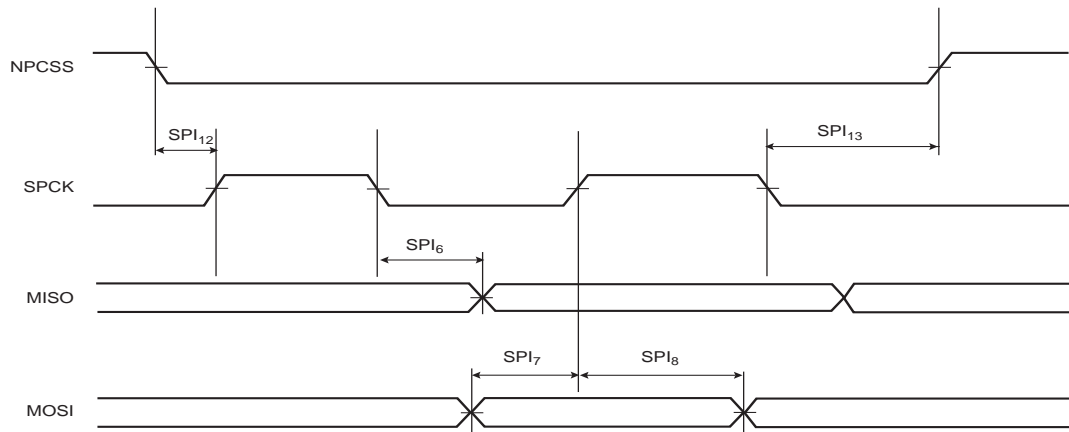 NPCSS
SPI₁₂
SPI₁₃
SPCK
SPI₆
MISO
SPI₇
SPI₈
MOSI